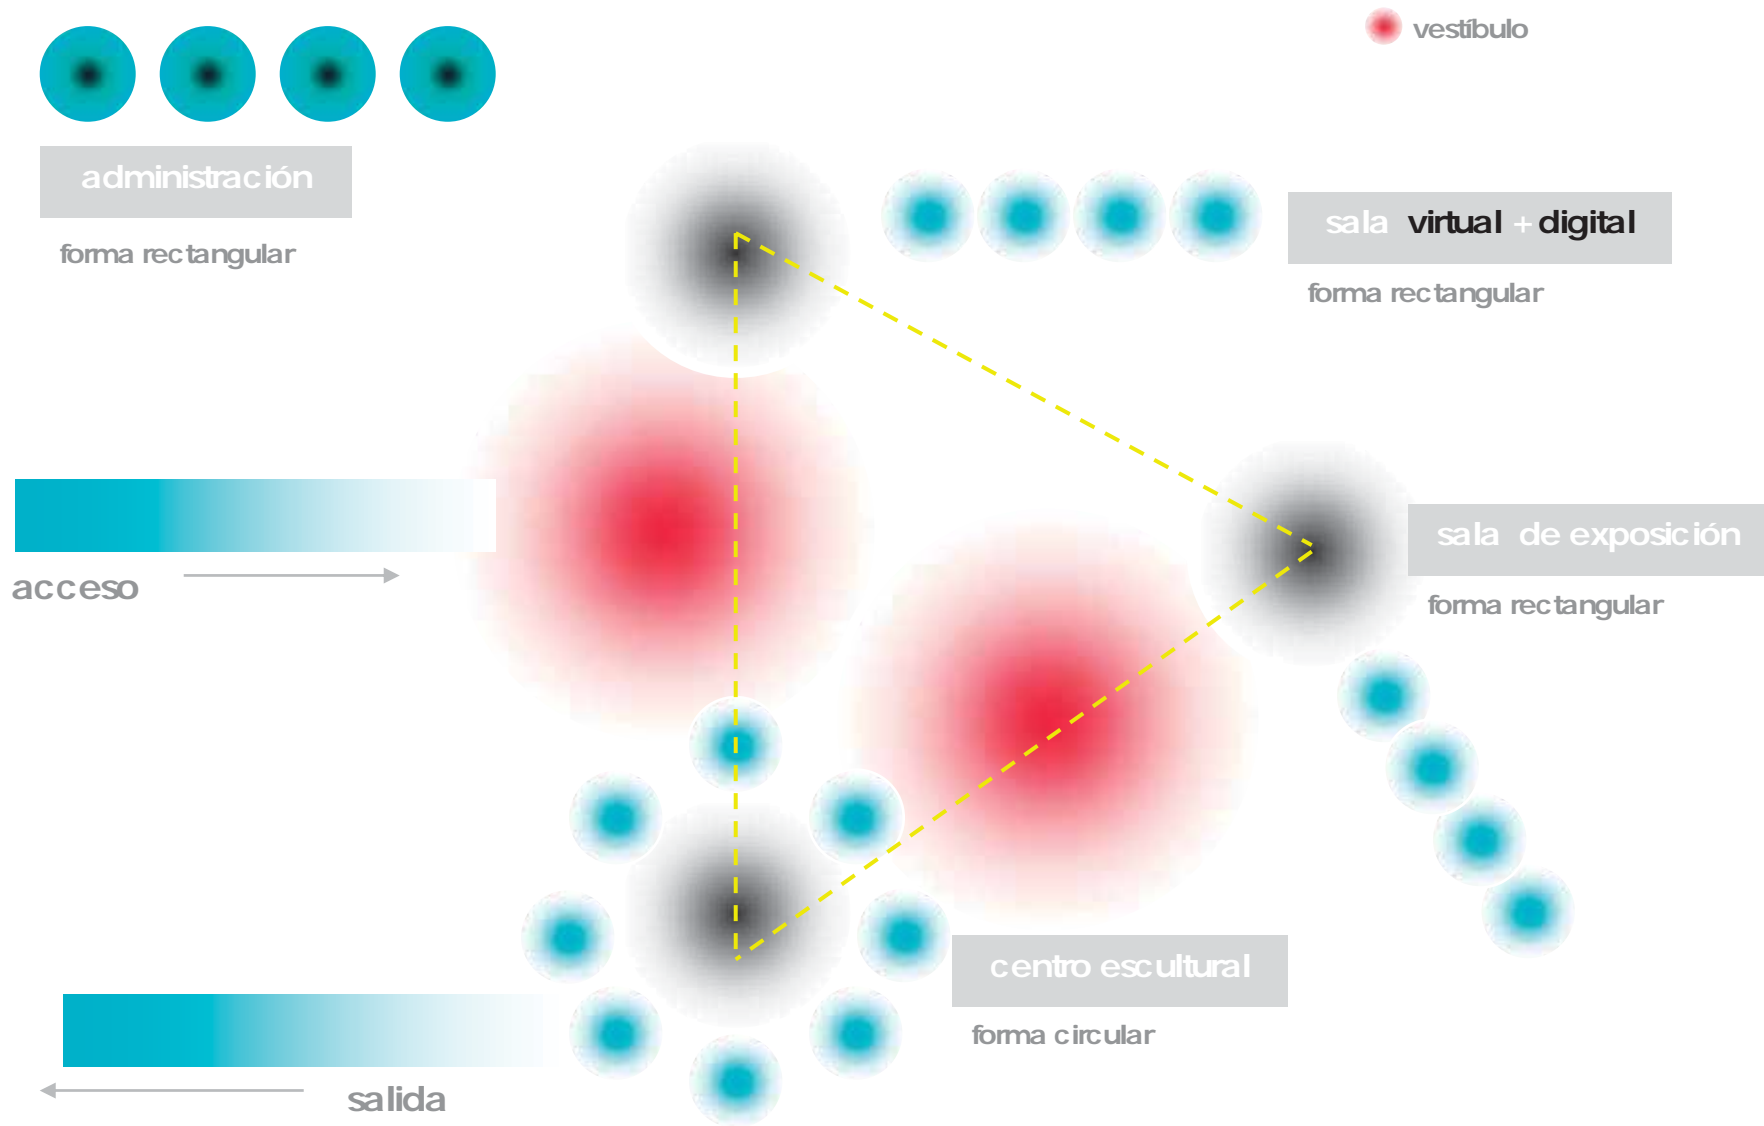 vestíbulo
administración
forma rectangular
sala virtual + digital
forma rectangular
sala de exposición
forma rectangular
acceso
centro escultural
forma circular
salida